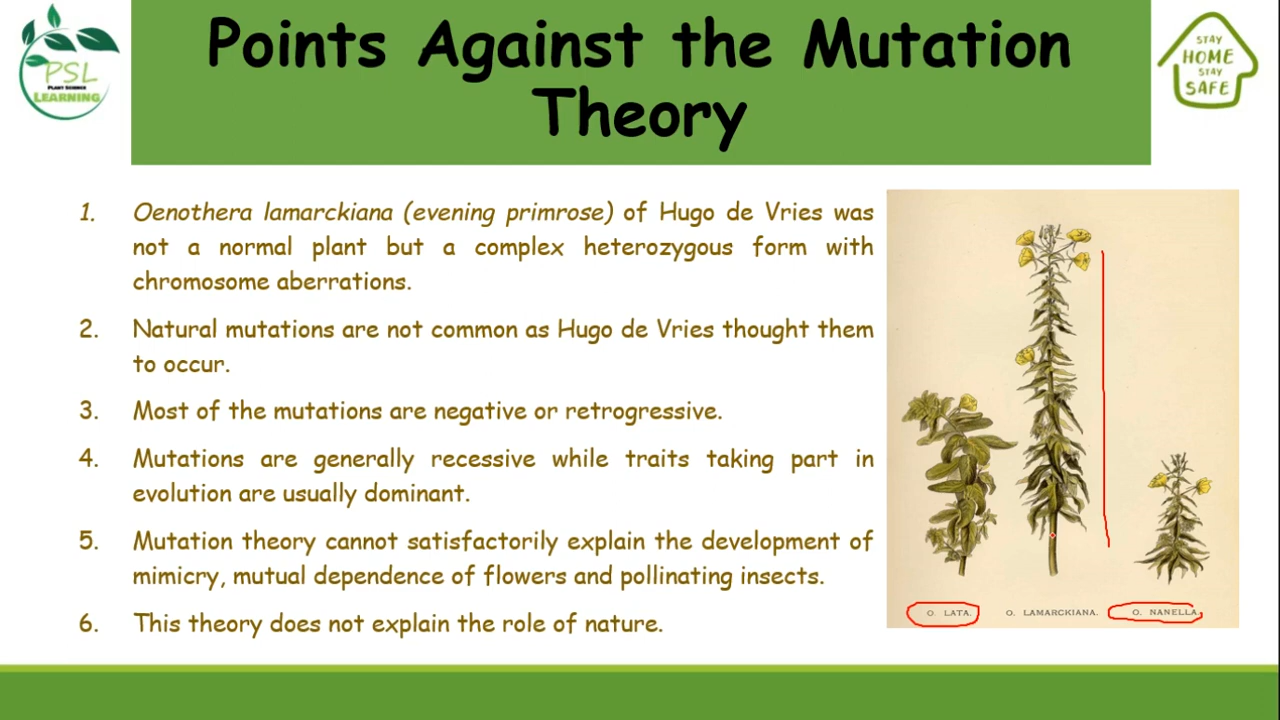 PSL
PLANT SCIENCE
LEARNING
Points Against the Mutation
Theory
STAY
HOME
STAY
SAFE
1. Oenothera lamarckiana (evening primrose) of Hugo de Vries was
not a normal plant but a complex heterozygous form with
chromosome aberrations.
2. Natural mutations are not common as Hugo de Vries thought them
to occur.
3. Most of the mutations are negative or retrogressive.
4. Mutations are generally recessive while traits taking part in
evolution are usually dominant.
5. Mutation theory cannot satisfactorily explain the development of
mimicry, mutual dependence of flowers and pollinating insects.
6. This theory does not explain the role of nature.
O. LATA. O. LAMARCKIANA. O. NANELLA.